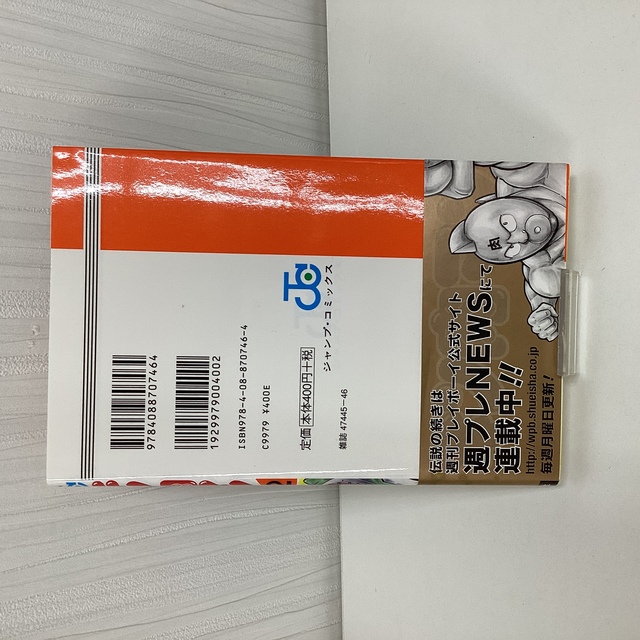 ジャンプ・コミックス
9784088707464
1929979004002
ISBN978-4-08-870746-4
C9979 ¥400E
定価 本体400円+税
雑誌 47445-46
肉
伝説の続きは
週刊プレイボーイ公式サイト
週プレNEWSにて
連載中!!
http://wpb.shueisha.co.jp
毎週月曜日更新!